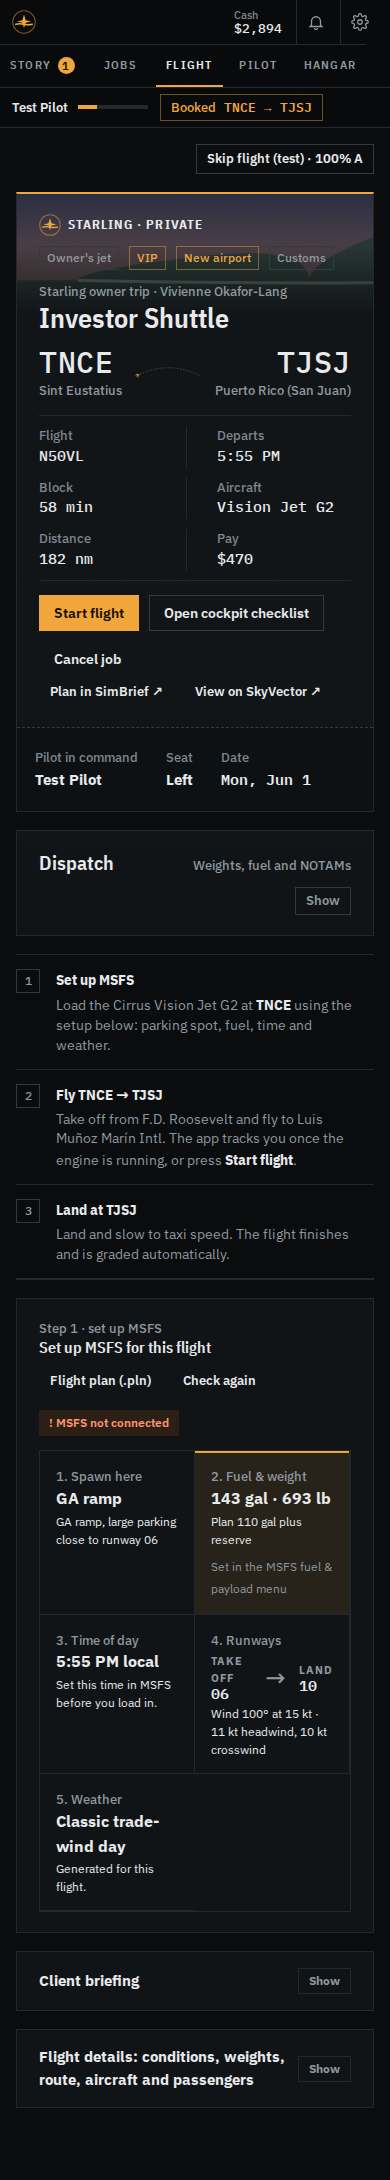 Cash
$2,894
STORY 1 JOBS FLIGHT PILOT HANGAR
Test Pilot Booked TNCE → TJSJ
Skip flight (test) · 100% A
STARLING · PRIVATE
Owner's jet VIP New airport Customs
Starling owner trip · Vivienne Okafor-Lang
Investor Shuttle
TNCE TJSJ
Sint Eustatius Puerto Rico (San Juan)
Flight Departs
N50VL 5:55 PM
Block Aircraft
58 min Vision Jet G2
Distance Pay
182 nm $470
Start flight Open cockpit checklist
Cancel job
Plan in SimBrief ↗ View on SkyVector ↗
Pilot in command Seat Date
Test Pilot Left Mon, Jun 1
Dispatch Weights, fuel and NOTAMs
Show
1 Set up MSFS
Load the Cirrus Vision Jet G2 at TNCE using the
setup below: parking spot, fuel, time and
weather.
2 Fly TNCE → TJSJ
Take off from F.D. Roosevelt and fly to Luis
Muñoz Marín Intl. The app tracks you once the
engine is running, or press Start flight.
3 Land at TJSJ
Land and slow to taxi speed. The flight finishes
and is graded automatically.
Step 1 · set up MSFS
Set up MSFS for this flight
Flight plan (.pln) Check again
! MSFS not connected
1. Spawn here
GA ramp
GA ramp, large parking
close to runway 06
2. Fuel & weight
143 gal · 693 lb
Plan 110 gal plus
reserve
Set in the MSFS fuel &
payload menu
3. Time of day
5:55 PM local
Set this time in MSFS
before you load in.
4. Runways
TAKE
OFF
06
→
LAND
10
Wind 100° at 15 kt ·
11 kt headwind, 10 kt
crosswind
5. Weather
Classic trade-
wind day
Generated for this
flight.
Client briefing Show
Flight details: conditions, weights,
route, aircraft and passengers
Show